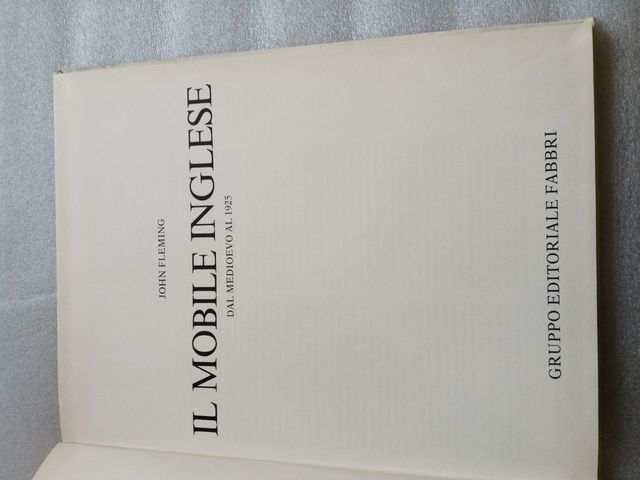 JOHN FLEMING
IL MOBILE INGLESE
DAL MEDIOEVO AL 1925
GRUPPO EDITORIALE FABBRI